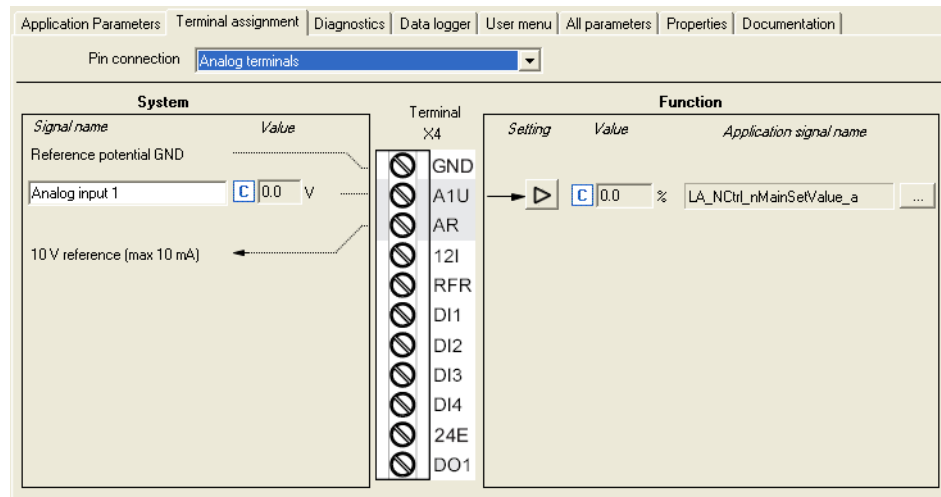 Application Parameters Terminal assignment Diagnostics Data logger User menu All parameters Properties Documentation
Pin connection Analog terminals
System
Signal name Value
Reference potential GND
Analog input 1 C 0.0 V
10 V reference (max 10 mA)
Terminal
X4
GND
A1U
AR
12I
RFR
DI1
DI2
DI3
DI4
24E
DO1
Function
Setting Value Application signal name
C 0.0 % LA_NCtrl_nMainSetValue_a ...